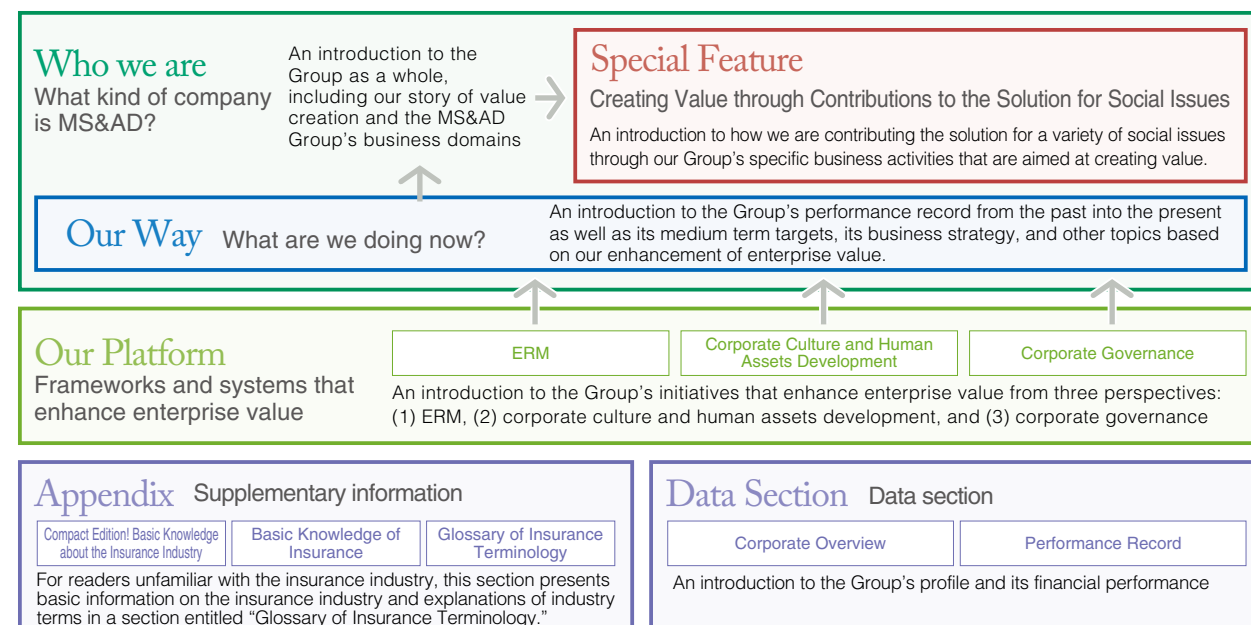 Who we are
What kind of company
is MS&AD?
An introduction to the
Group as a whole,
including our story of value
creation and the MS&AD
Group’s business domains
Special Feature
Creating Value through Contributions to the Solution for Social Issues
An introduction to how we are contributing the solution for a variety of social issues
through our Group’s specific business activities that are aimed at creating value.
Our Way What are we doing now?
An introduction to the Group’s performance record from the past into the present
as well as its medium term targets, its business strategy, and other topics based
on our enhancement of enterprise value.
Our Platform
Frameworks and systems that
enhance enterprise value
ERM
Corporate Culture and Human
Assets Development
Corporate Governance
An introduction to the Group’s initiatives that enhance enterprise value from three perspectives:
(1) ERM, (2) corporate culture and human assets development, and (3) corporate governance
Appendix Supplementary information
Compact Edition! Basic Knowledge
about the Insurance Industry
Basic Knowledge of
Insurance
Glossary of Insurance
Terminology
For readers unfamiliar with the insurance industry, this section presents
basic information on the insurance industry and explanations of industry
terms in a section entitled “Glossary of Insurance Terminology.”
Data Section Data section
Corporate Overview
Performance Record
An introduction to the Group’s profile and its financial performance